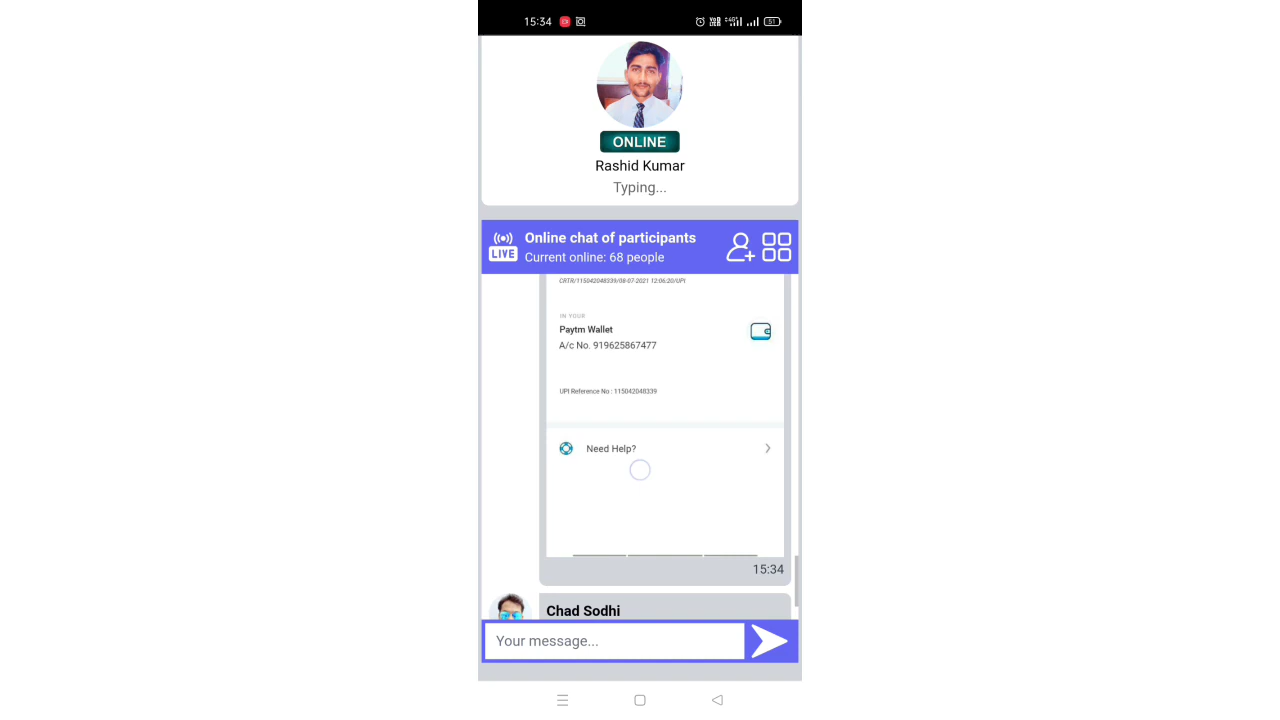 15:34
51
ONLINE
Rashid Kumar
Typing...
LIVE
Online chat of participants
Current online: 68 people
CRTR/115042048339/08-07-2021 12:06:20/UPI
IN YOUR
Paytm Wallet
A/c No. 919625867477
UPI Reference No : 115042048339
Need Help?
15:34
Chad Sodhi
Your message...